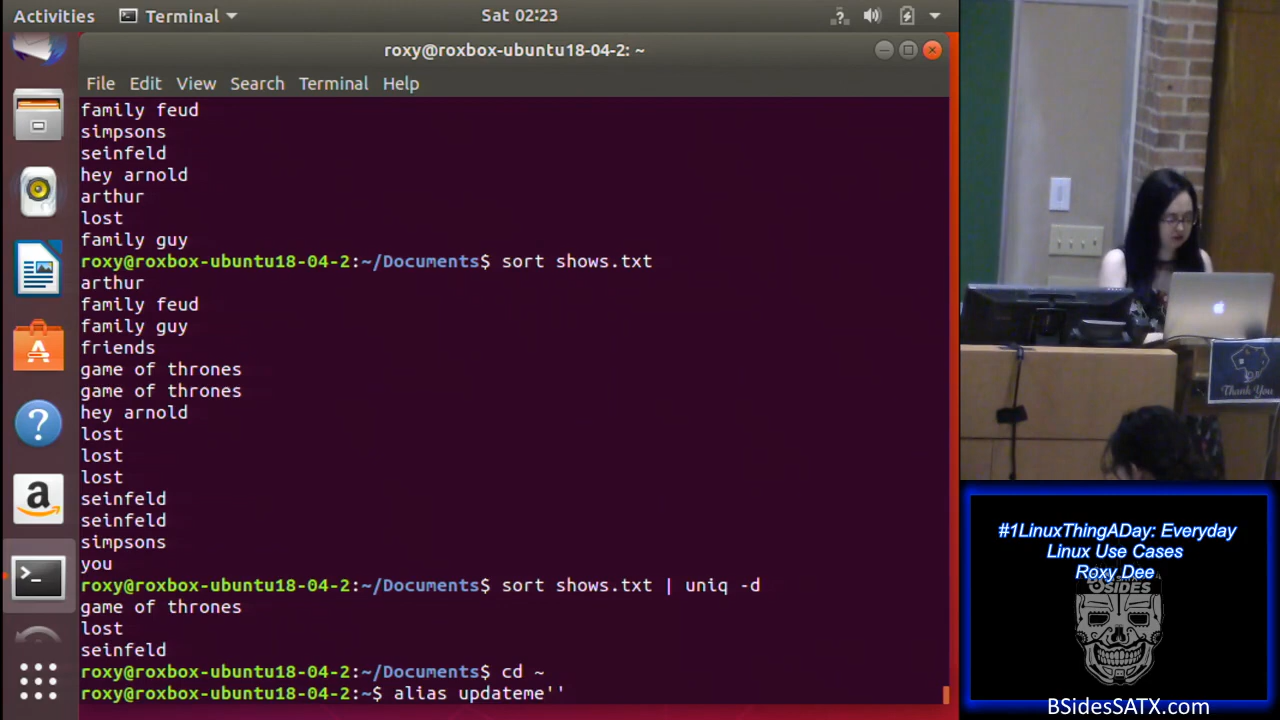 Activities Terminal Sat 02:23
roxy@roxbox-ubuntu18-04-2: ~
File Edit View Search Terminal Help
family feud
simpsons
seinfeld
hey arnold
arthur
lost
family guy
roxy@roxbox-ubuntu18-04-2:~/Documents$ sort shows.txt
arthur
family feud
family guy
friends
game of thrones
game of thrones
hey arnold
lost
lost
lost
seinfeld
seinfeld
simpsons
you
roxy@roxbox-ubuntu18-04-2:~/Documents$ sort shows.txt | uniq -d
game of thrones
lost
seinfeld
roxy@roxbox-ubuntu18-04-2:~/Documents$ cd ~
roxy@roxbox-ubuntu18-04-2:~$ alias updateme''
Thank You
#1LinuxThingADay: Everyday
Linux Use Cases
Roxy Dee
BSIDES
BSidesSATX.com